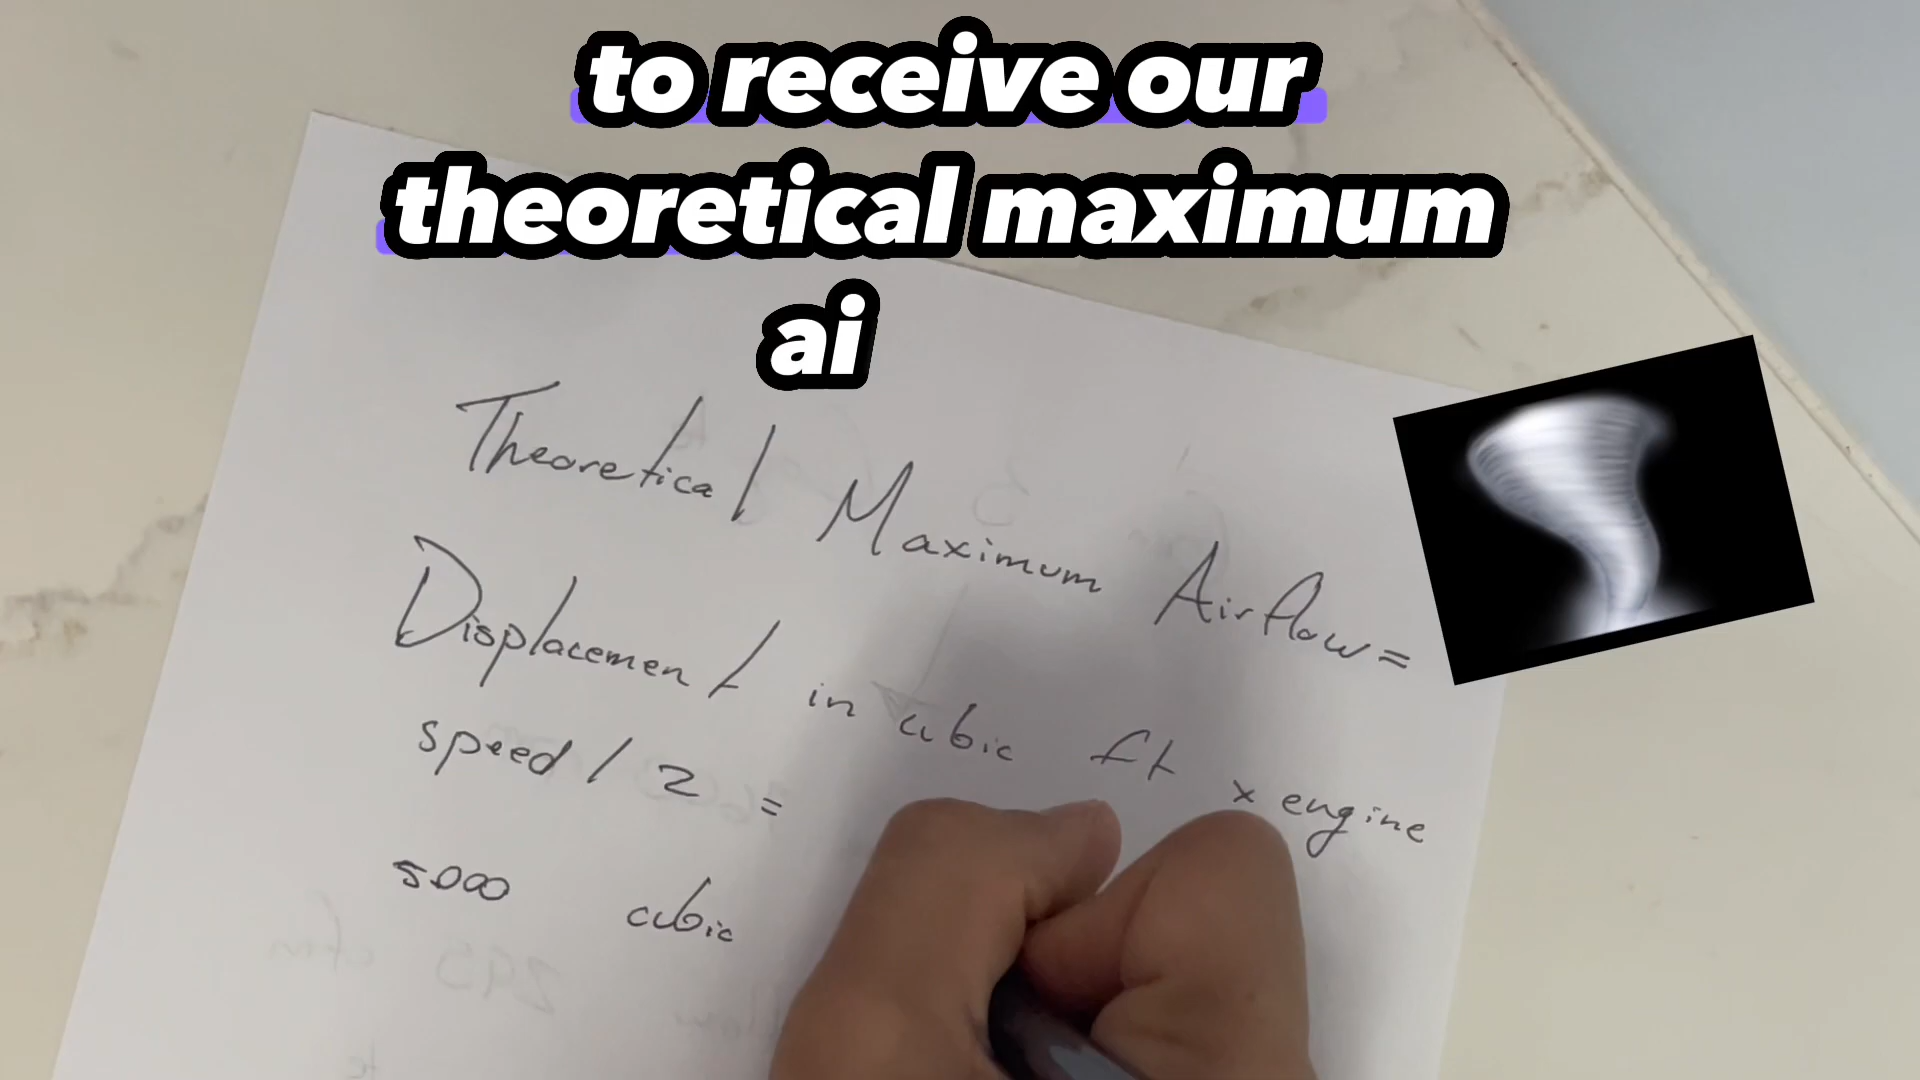 to receive our
theoretical maximum
ai
Theoretical Maximum Airflow =
Displacement in cubic ft x engine
speed / 2 =
5000 cubic